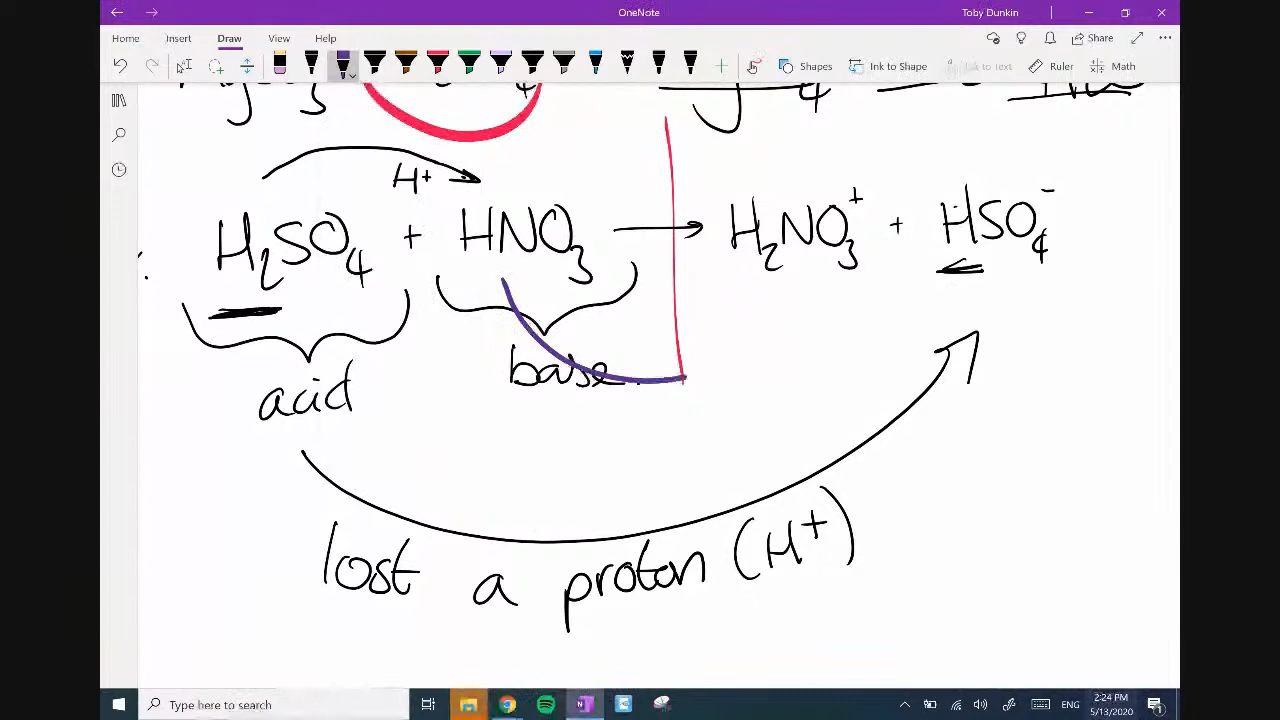 OneNote
Toby Dunkin
Home Insert Draw View Help
Share
Shapes Ink to Shape Ink to Text Ruler Math
H+
H₂SO₄ + HNO₃ → H₂NO₃⁺ + HSO₄⁻
acid
base
lost a proton (H⁺)
Type here to search
ENG
2:24 PM
5/13/2020